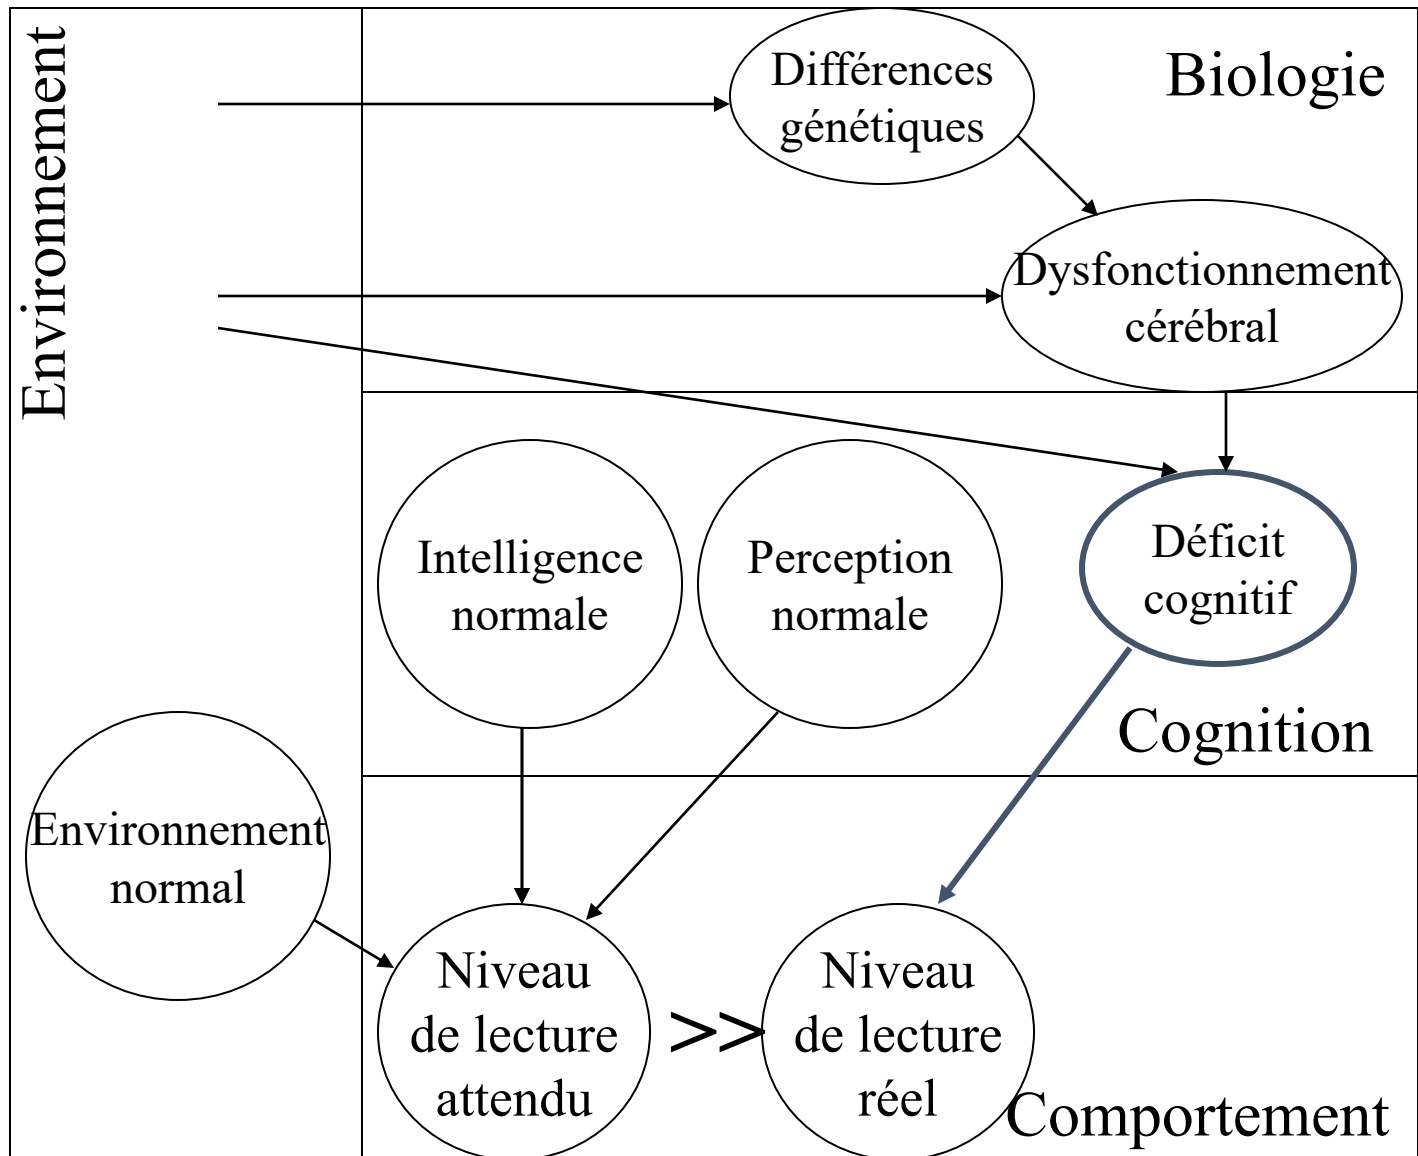 Environnement
Différences
génétiques
Biologie
Dysfonctionnement
cérébral
Intelligence
normale
Perception
normale
Déficit
cognitif
Cognition
Environnement
normal
Niveau
de lecture
attendu
>>
Niveau
de lecture
réel
Comportement